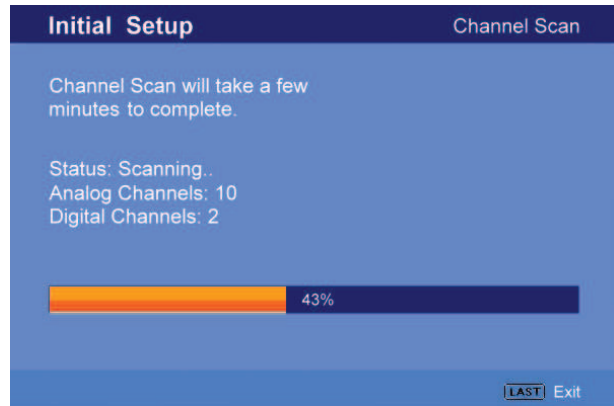 Initial Setup Channel Scan
Channel Scan will take a few
minutes to complete.
Status: Scanning..
Analog Channels: 10
Digital Channels: 2
43%
LAST Exit